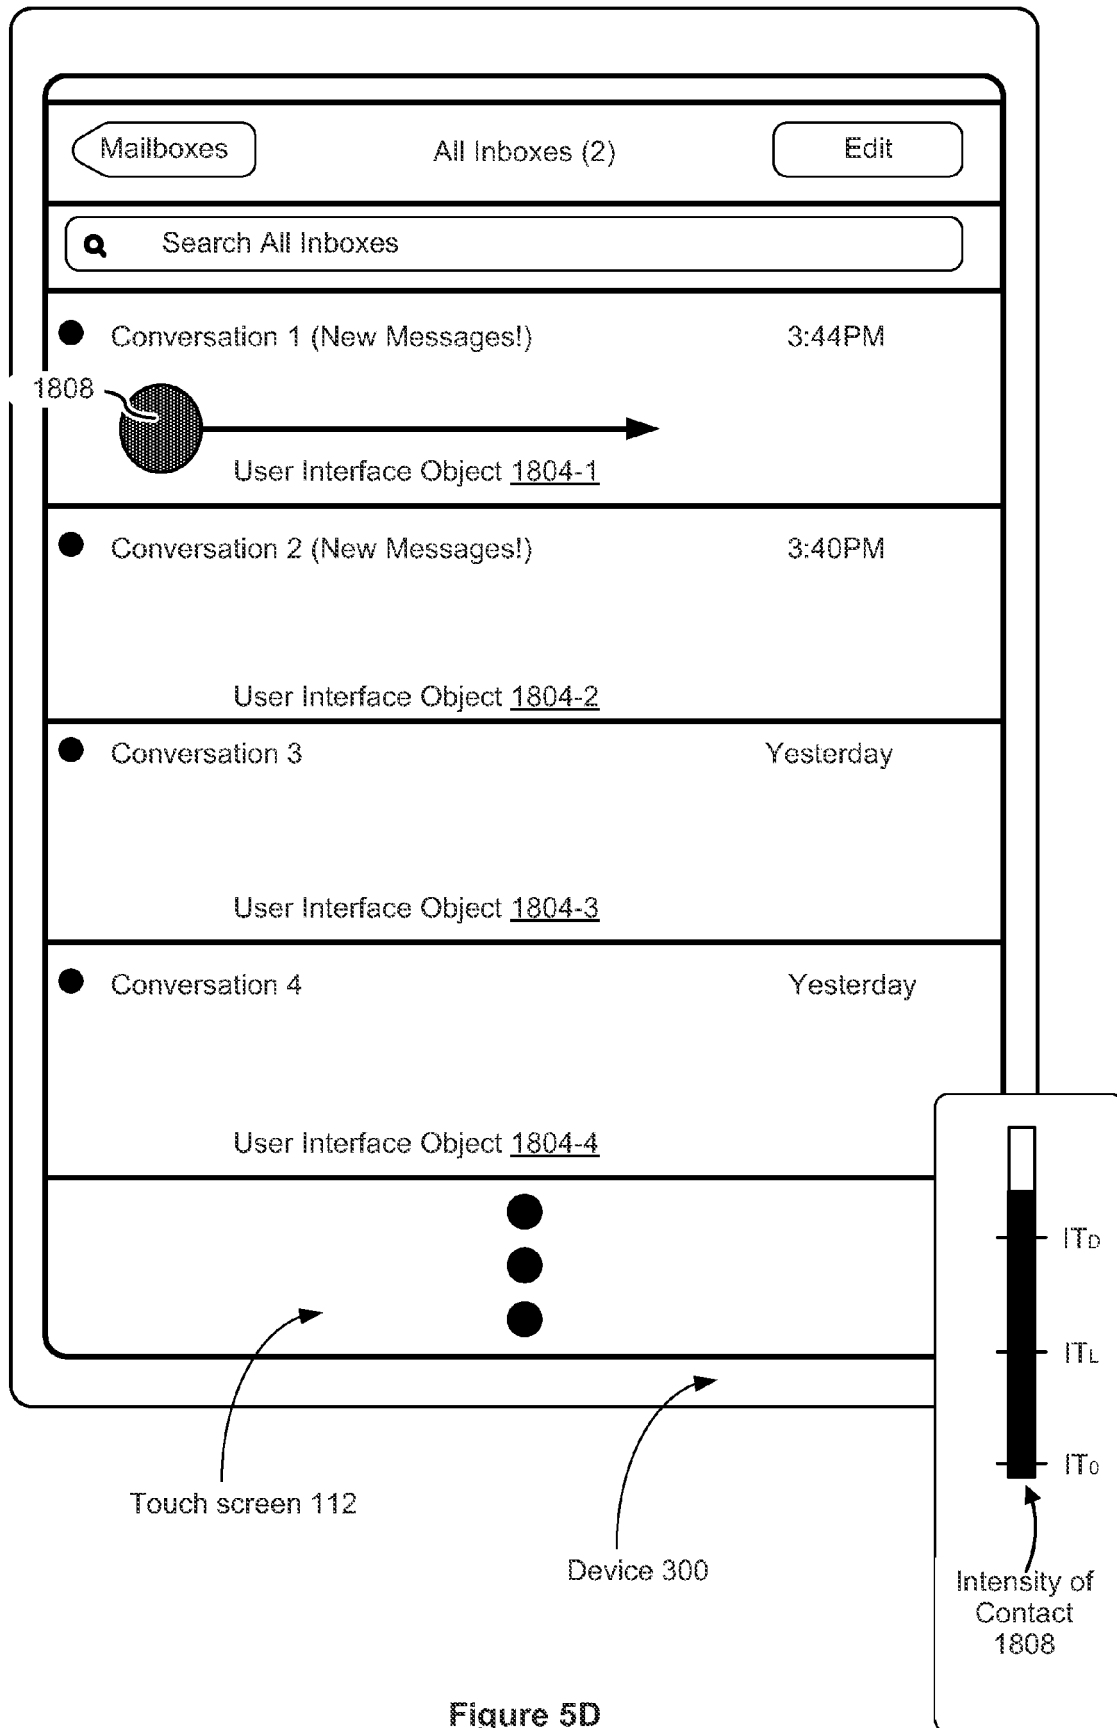 Mailboxes All Inboxes (2) Edit
Search All Inboxes
Conversation 1 (New Messages!) 3:44PM
1808
User Interface Object 1804-1
Conversation 2 (New Messages!) 3:40PM
User Interface Object 1804-2
Conversation 3 Yesterday
User Interface Object 1804-3
Conversation 4 Yesterday
User Interface Object 1804-4
ITD
ITL
IT0
Touch screen 112
Device 300
Intensity of
Contact
1808
Figure 5D